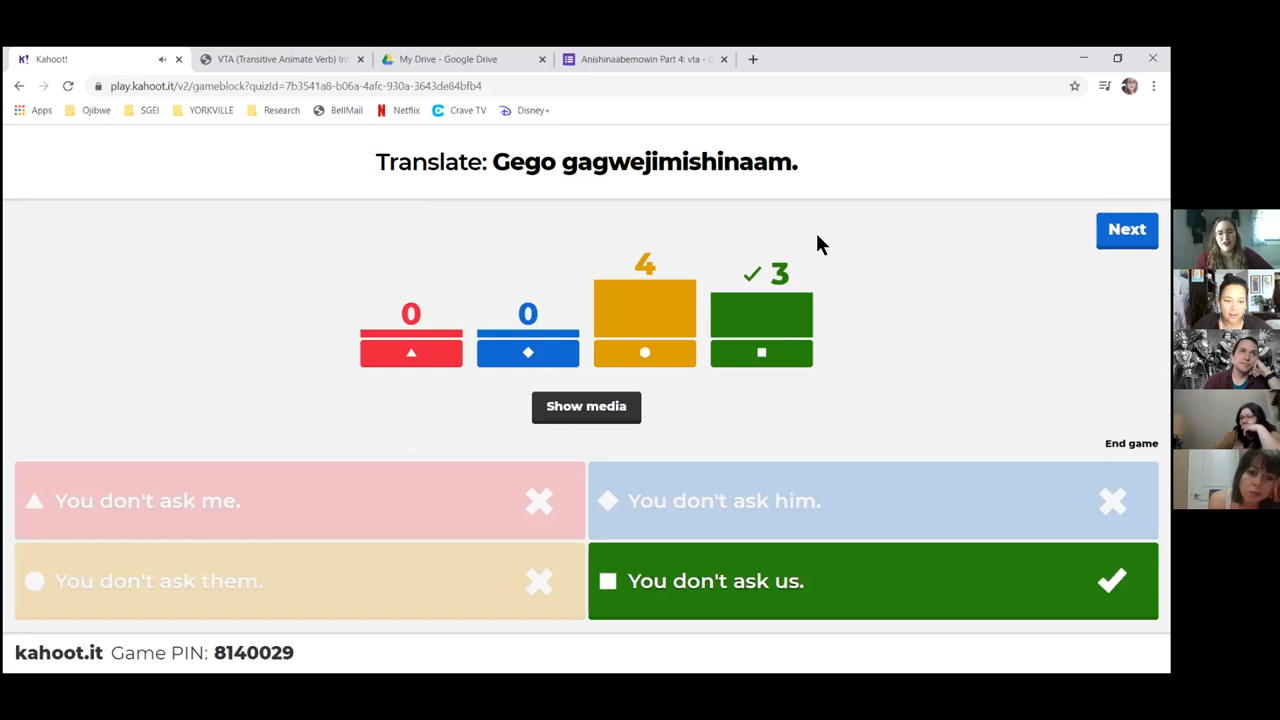 Kahoot!
VTA (Transitive Animate Verb) Int
My Drive - Google Drive
Anishinaabemowin Part 4: vta - G
play.kahoot.it/v2/gameblock?quizId=7b3541a8-b06a-4afc-930a-3643de84bfb4
Apps Ojibwe SGEI YORKVILLE Research BellMail Netflix Crave TV Disney+
Translate: Gego gagwejimishinaam.
Next
0 0 4 3
Show media
End game
You don't ask me.
You don't ask him.
You don't ask them.
You don't ask us.
kahoot.it Game PIN: 8140029